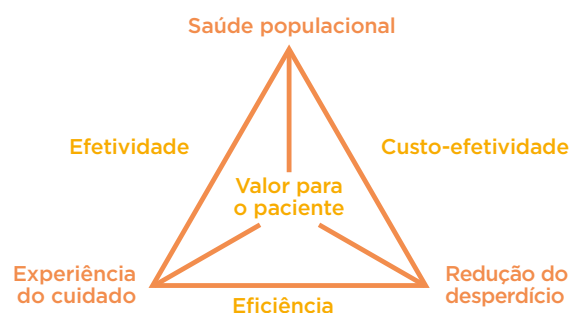 Saúde populacional
Efetividade
Custo-efetividade
Valor para
o paciente
Experiência
do cuidado
Redução do
desperdício
Eficiência